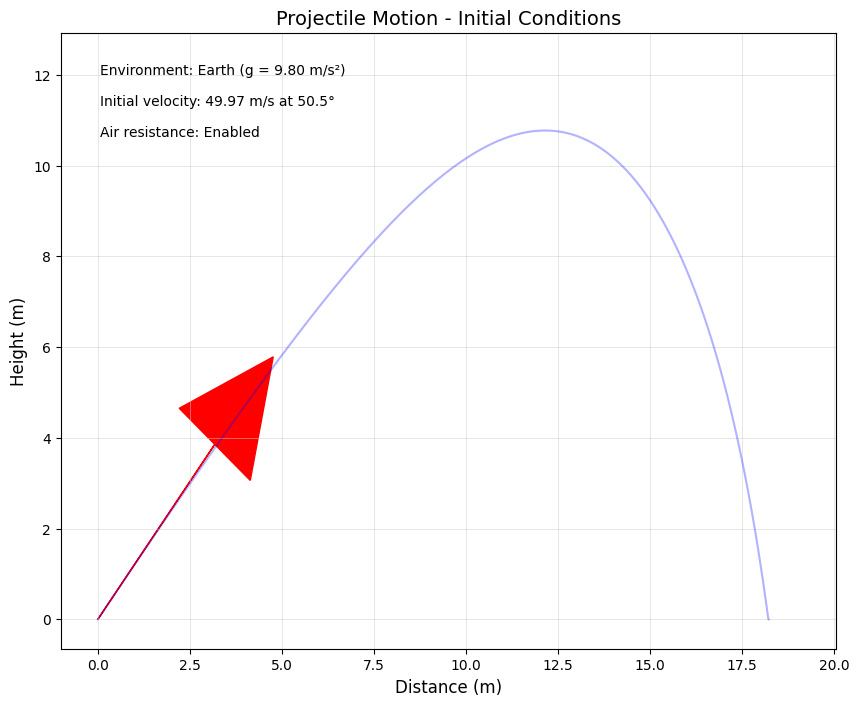 Projectile Motion - Initial Conditions
Environment: Earth (g = 9.80 m/s²)
Initial velocity: 49.97 m/s at 50.5°
Air resistance: Enabled
Height (m)
12
10
8
6
4
2
0
0.0 2.5 5.0 7.5 10.0 12.5 15.0 17.5 20.0
Distance (m)